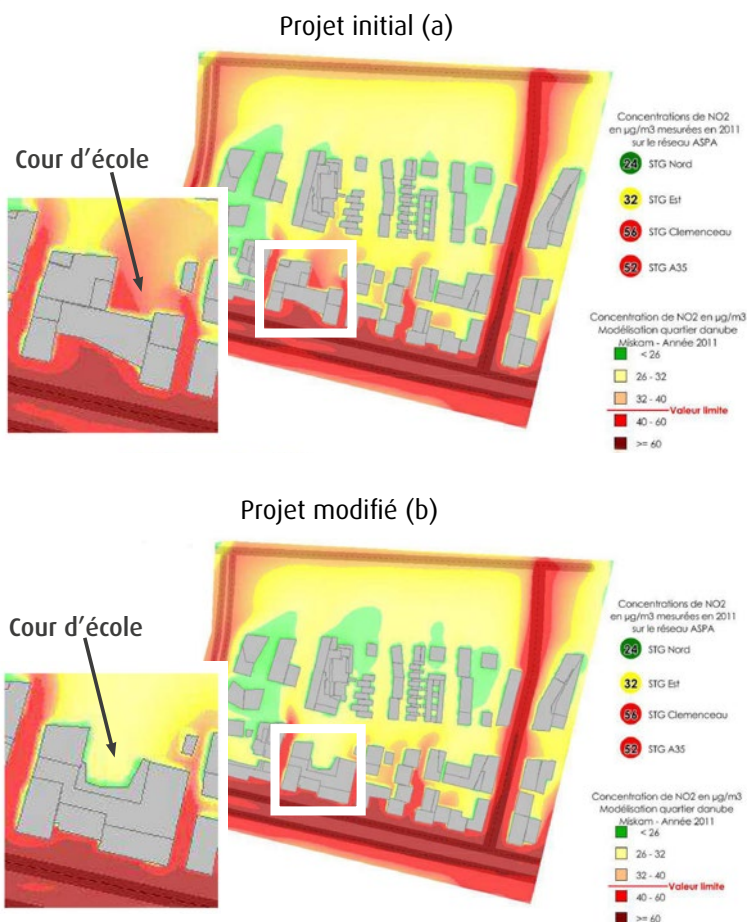 Projet initial (a)
Cour d'école
Concentrations de NO2
en µg/m3 mesurées en 2011
sur le réseau ASPA
24 STG Nord
32 STG Est
56 STG Clemenceau
52 STG A35
Concentration de NO2 en µg/m3
Modélisation quartier danube
Miskam - Année 2011
< 26
26 - 32
32 - 40
Valeur limite
40 - 60
>= 60
Projet modifié (b)
Cour d'école
Concentrations de NO2
en µg/m3 mesurées en 2011
sur le réseau ASPA
24 STG Nord
32 STG Est
56 STG Clemenceau
52 STG A35
Concentration de NO2 en µg/m3
Modélisation quartier danube
Miskam - Année 2011
< 26
26 - 32
32 - 40
Valeur limite
40 - 60
>= 60